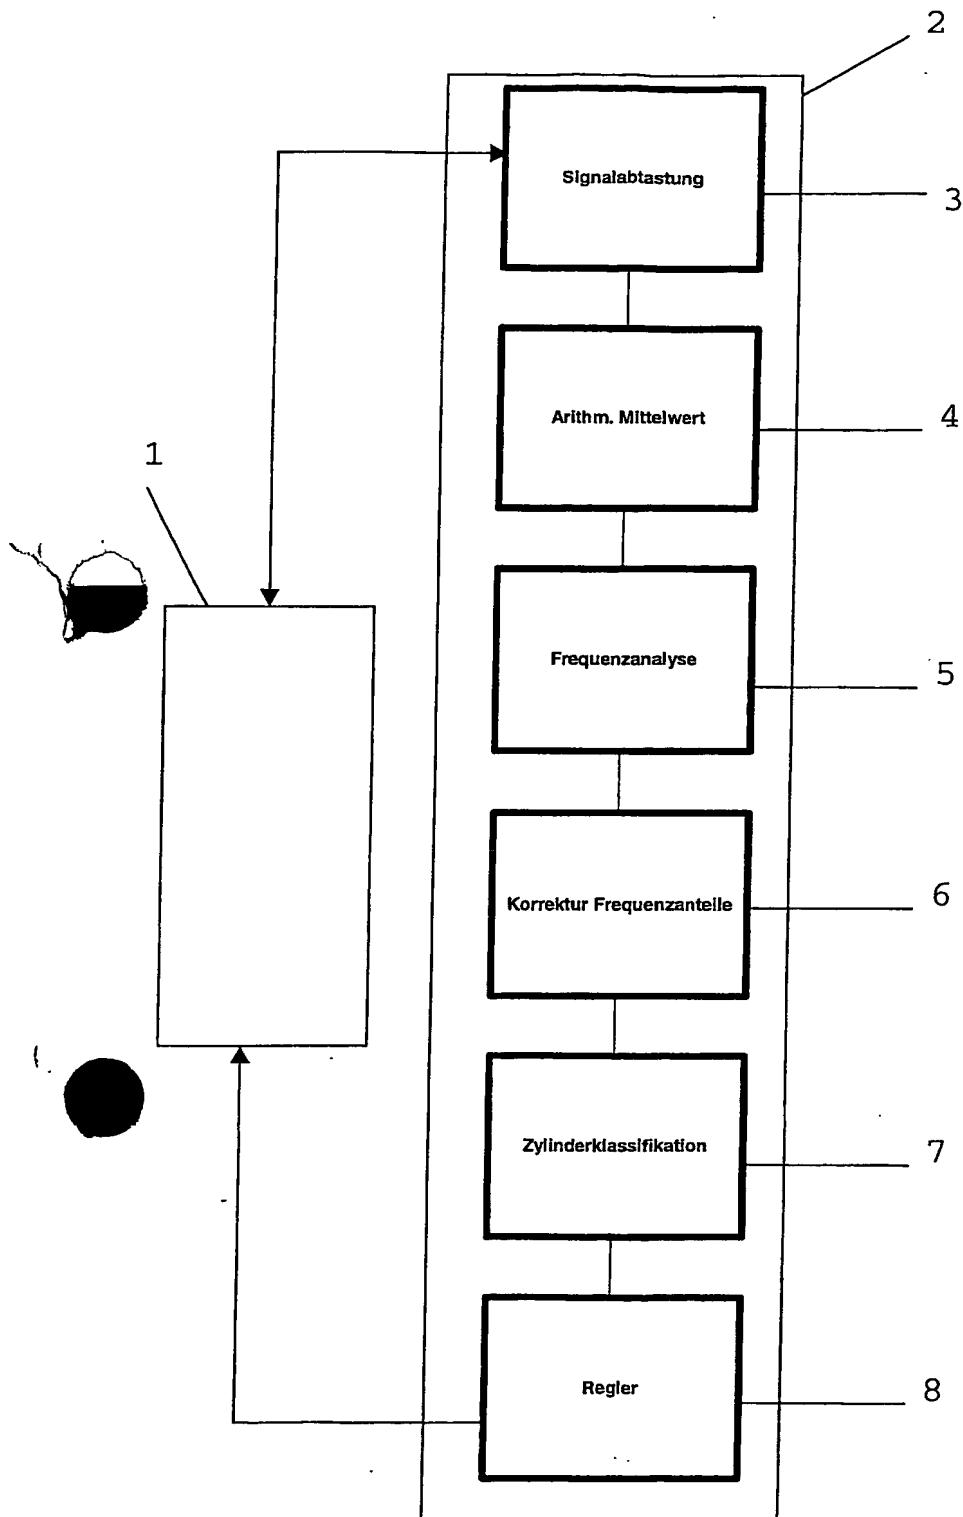 2
Signalabtastung
3
Arithm. Mittelwert
4
1
Frequenzanalyse
5
Korrektur Frequenzanteile
6
Zylinderklassifikation
7
Regler
8